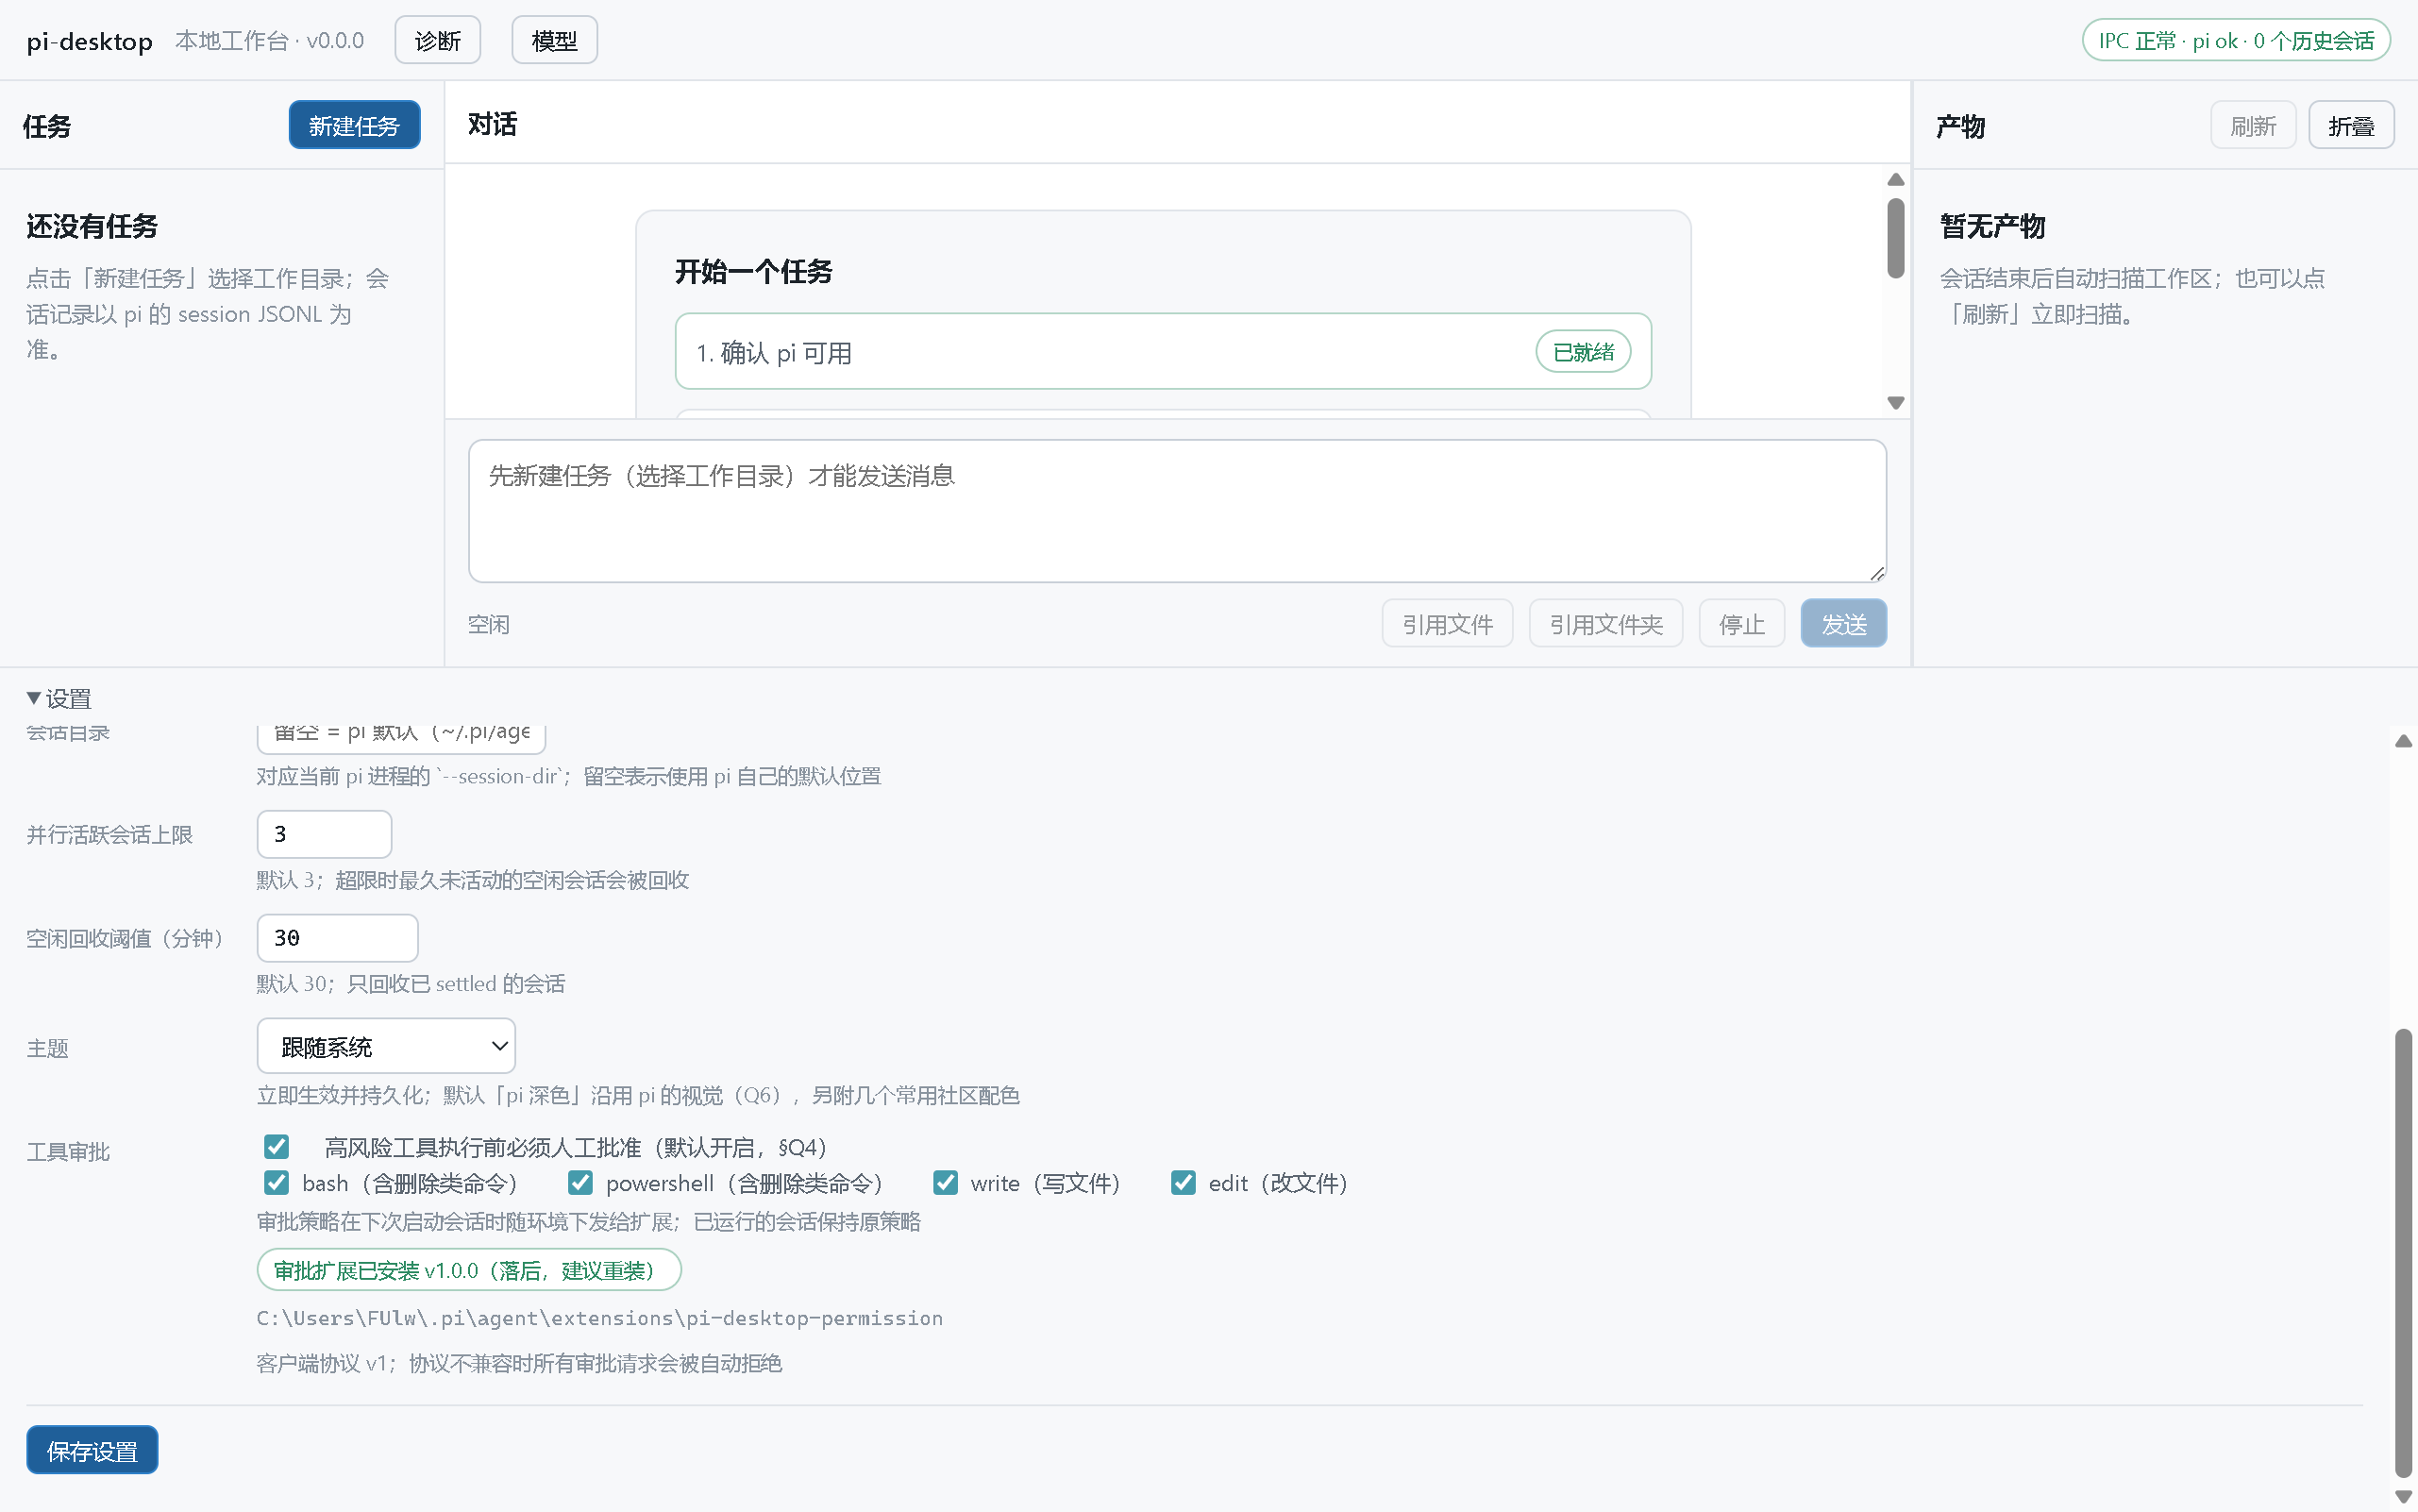 pi-desktop 本地工作台 · v0.0.0 诊断 模型 IPC 正常 · pi ok · 0 个历史会话
任务 新建任务
还没有任务
点击「新建任务」选择工作目录；会
话记录以 pi 的 session JSONL 为
准。
对话
开始一个任务
1. 确认 pi 可用 已就绪
先新建任务（选择工作目录）才能发送消息
空闲 引用文件 引用文件夹 停止 发送
产物 刷新 折叠
暂无产物
会话结束后自动扫描工作区；也可以点
「刷新」立即扫描。
▼设置
会话目录 留空 = pi 默认（~/.pi/age
对应当前 pi 进程的 `--session-dir`；留空表示使用 pi 自己的默认位置
并行活跃会话上限 3
默认 3；超限时最久未活动的空闲会话会被回收
空闲回收阈值（分钟） 30
默认 30；只回收已 settled 的会话
主题 跟随系统
立即生效并持久化；默认「pi 深色」沿用 pi 的视觉（Q6），另附几个常用社区配色
工具审批 高风险工具执行前必须人工批准（默认开启，§Q4）
bash（含删除类命令） powershell（含删除类命令） write（写文件） edit（改文件）
审批策略在下次启动会话时随环境下发给扩展；已运行的会话保持原策略
审批扩展已安装 v1.0.0（落后，建议重装）
C:\Users\FUlw\.pi\agent\extensions\pi-desktop-permission
客户端协议 v1；协议不兼容时所有审批请求会被自动拒绝
保存设置